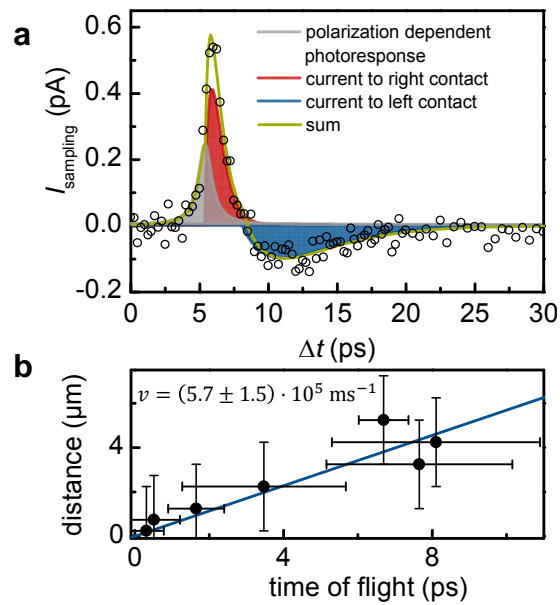 a
0.6
0.4
0.2
0.0
-0.2
I_sampling (pA)
polarization dependent
photoresponse
current to right contact
current to left contact
sum
0 5 10 15 20 25 30
Δt (ps)
b
v = (5.7 ± 1.5) · 10⁵ ms⁻¹
distance (μm)
4
0
0 4 8
time of flight (ps)